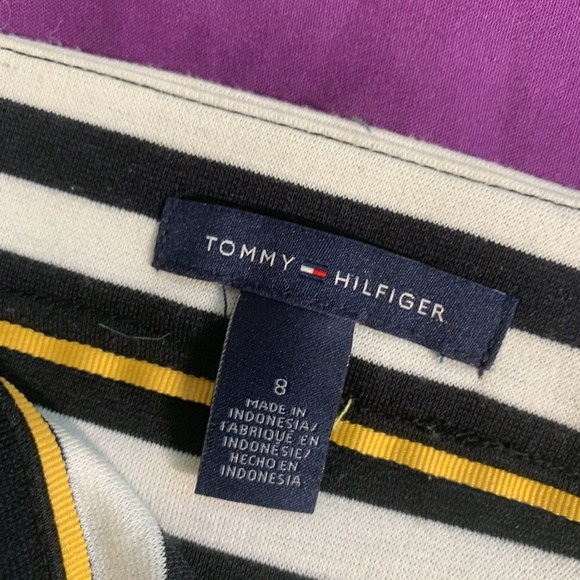 TOMMY HILFIGER
8
MADE IN
INDONESIA/
FABRIQUÉ EN
INDONÉSIE/
HECHO EN
INDONESIA